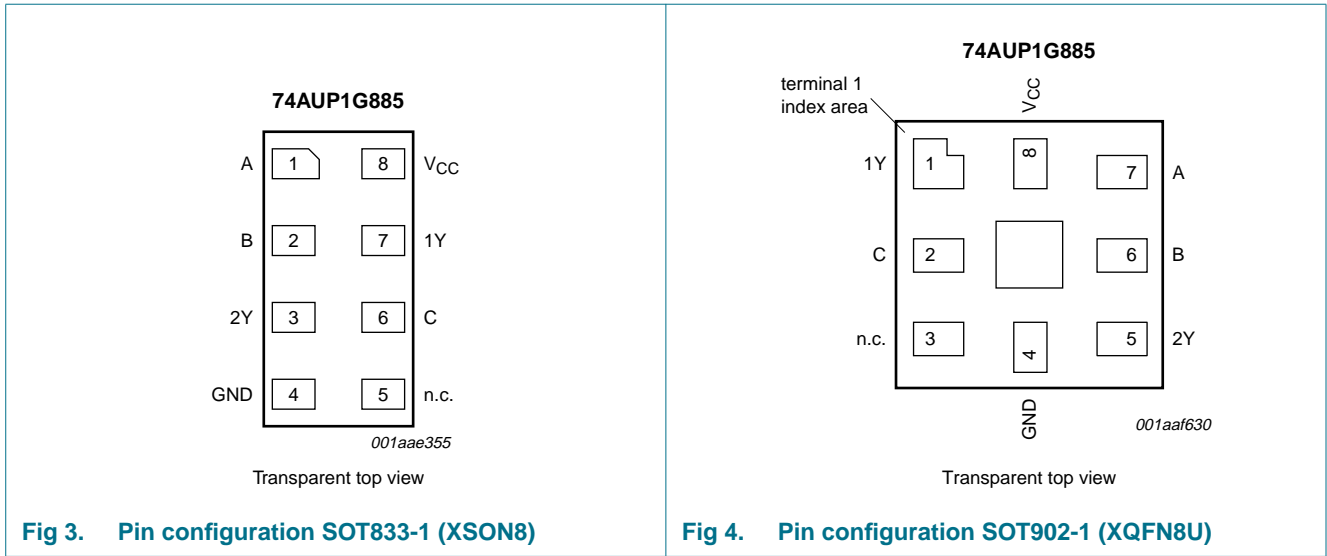 74AUP1G885
A 1 8 VCC
B 2 7 1Y
2Y 3 6 C
GND 4 5 n.c.
001aae355
Transparent top view
Fig 3. Pin configuration SOT833-1 (XSON8)
74AUP1G885
terminal 1
index area
VCC
1Y 1 8 7 A
C 2 6 B
n.c. 3 4 5 2Y
GND
001aaf630
Transparent top view
Fig 4. Pin configuration SOT902-1 (XQFN8U)